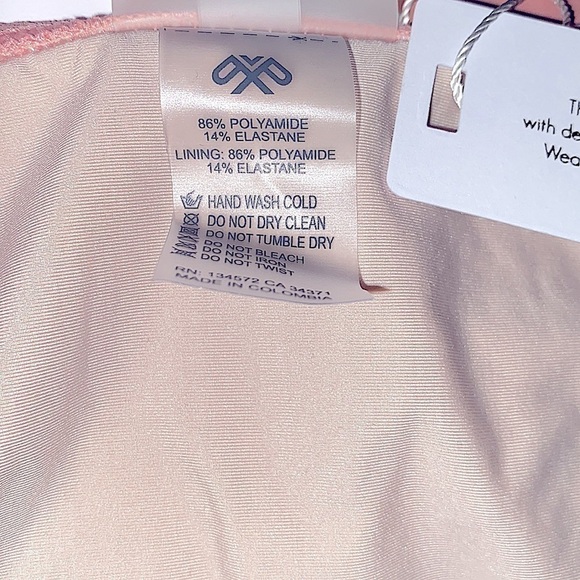 86% POLYAMIDE
14% ELASTANE
LINING: 86% POLYAMIDE
14% ELASTANE
HAND WASH COLD
DO NOT DRY CLEAN
DO NOT TUMBLE DRY
DO NOT BLEACH
DO NOT IRON
DO NOT TWIST
RN: 134572 CA 34371
MADE IN COLOMBIA
with de
Wea